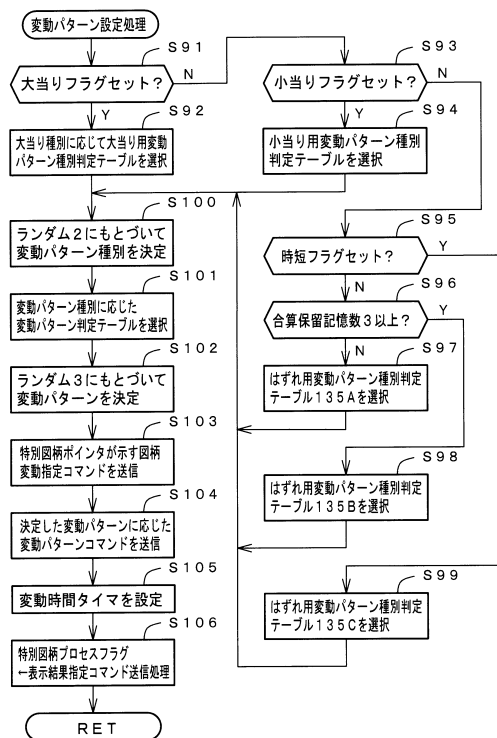 変動パターン設定処理
S91
大当りフラグセット？
N
Y
S92
大当り種別に応じて大当り用変動
パターン種別判定テーブルを選択
S93
小当りフラグセット？
N
Y
S94
小当り用変動パターン種別
判定テーブルを選択
S95
時短フラグセット？
Y
N
S96
合算保留記憶数3以上？
Y
N
S97
はずれ用変動パターン種別判定
テーブル135Aを選択
S98
はずれ用変動パターン種別判定
テーブル135Bを選択
S99
はずれ用変動パターン種別判定
テーブル135Cを選択
S100
ランダム2にもとづいて
変動パターン種別を決定
S101
変動パターン種別に応じた
変動パターン判定テーブルを選択
S102
ランダム3にもとづいて
変動パターンを決定
S103
特別図柄ポインタが示す図柄
変動指定コマンドを送信
S104
決定した変動パターンに応じた
変動パターンコマンドを送信
S105
変動時間タイマを設定
S106
特別図柄プロセスフラグ
←表示結果指定コマンド送信処理
RET